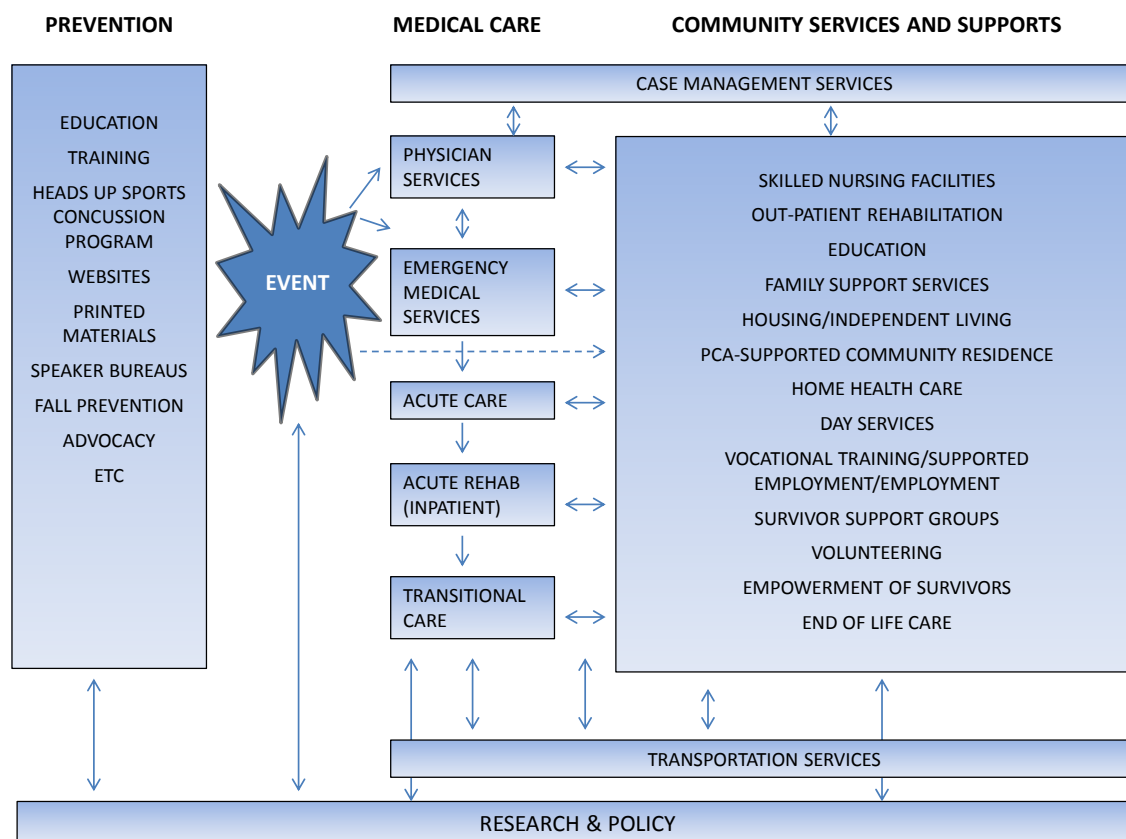 PREVENTION
MEDICAL CARE
COMMUNITY SERVICES AND SUPPORTS
EDUCATION
TRAINING
HEADS UP SPORTS
CONCUSSION
PROGRAM
WEBSITES
PRINTED
MATERIALS
SPEAKER BUREAUS
FALL PREVENTION
ADVOCACY
ETC
EVENT
CASE MANAGEMENT SERVICES
PHYSICIAN
SERVICES
EMERGENCY
MEDICAL
SERVICES
ACUTE CARE
ACUTE REHAB
(INPATIENT)
TRANSITIONAL
CARE
SKILLED NURSING FACILITIES
OUT-PATIENT REHABILITATION
EDUCATION
FAMILY SUPPORT SERVICES
HOUSING/INDEPENDENT LIVING
PCA-SUPPORTED COMMUNITY RESIDENCE
HOME HEALTH CARE
DAY SERVICES
VOCATIONAL TRAINING/SUPPORTED
EMPLOYMENT/EMPLOYMENT
SURVIVOR SUPPORT GROUPS
VOLUNTEERING
EMPOWERMENT OF SURVIVORS
END OF LIFE CARE
TRANSPORTATION SERVICES
RESEARCH & POLICY